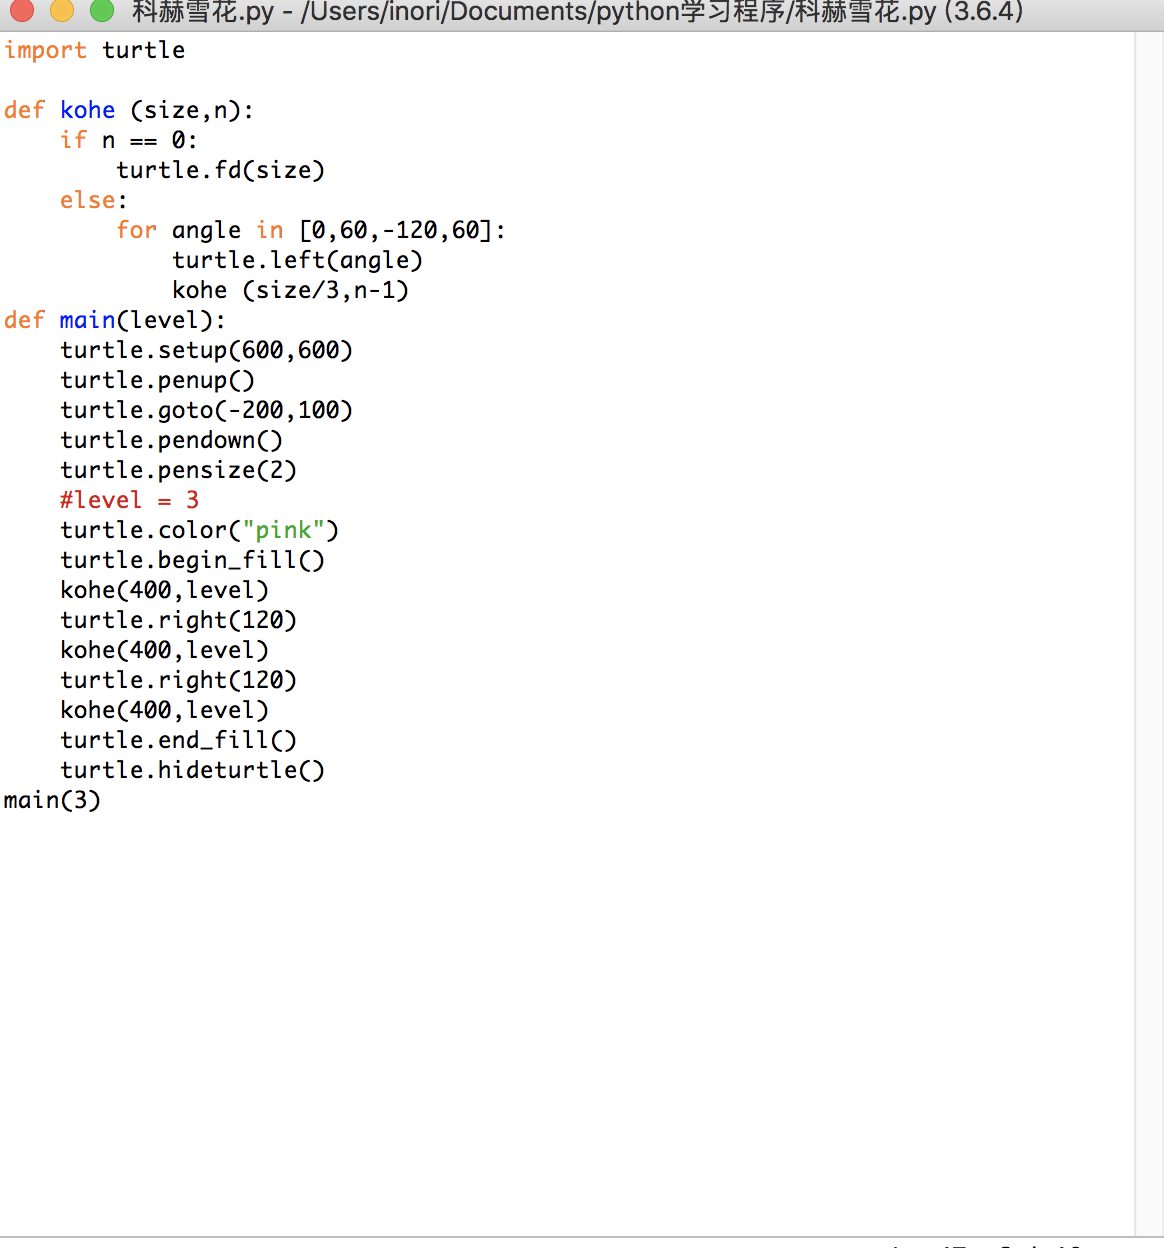 科赫雪花.py - /Users/inori/Documents/python学习程序/科赫雪花.py (3.6.4)
import turtle
def kohe (size,n):
    if n == 0:
        turtle.fd(size)
    else:
        for angle in [0,60,-120,60]:
            turtle.left(angle)
            kohe (size/3,n-1)
def main(level):
    turtle.setup(600,600)
    turtle.penup()
    turtle.goto(-200,100)
    turtle.pendown()
    turtle.pensize(2)
    #level = 3
    turtle.color("pink")
    turtle.begin_fill()
    kohe(400,level)
    turtle.right(120)
    kohe(400,level)
    turtle.right(120)
    kohe(400,level)
    turtle.end_fill()
    turtle.hideturtle()
main(3)